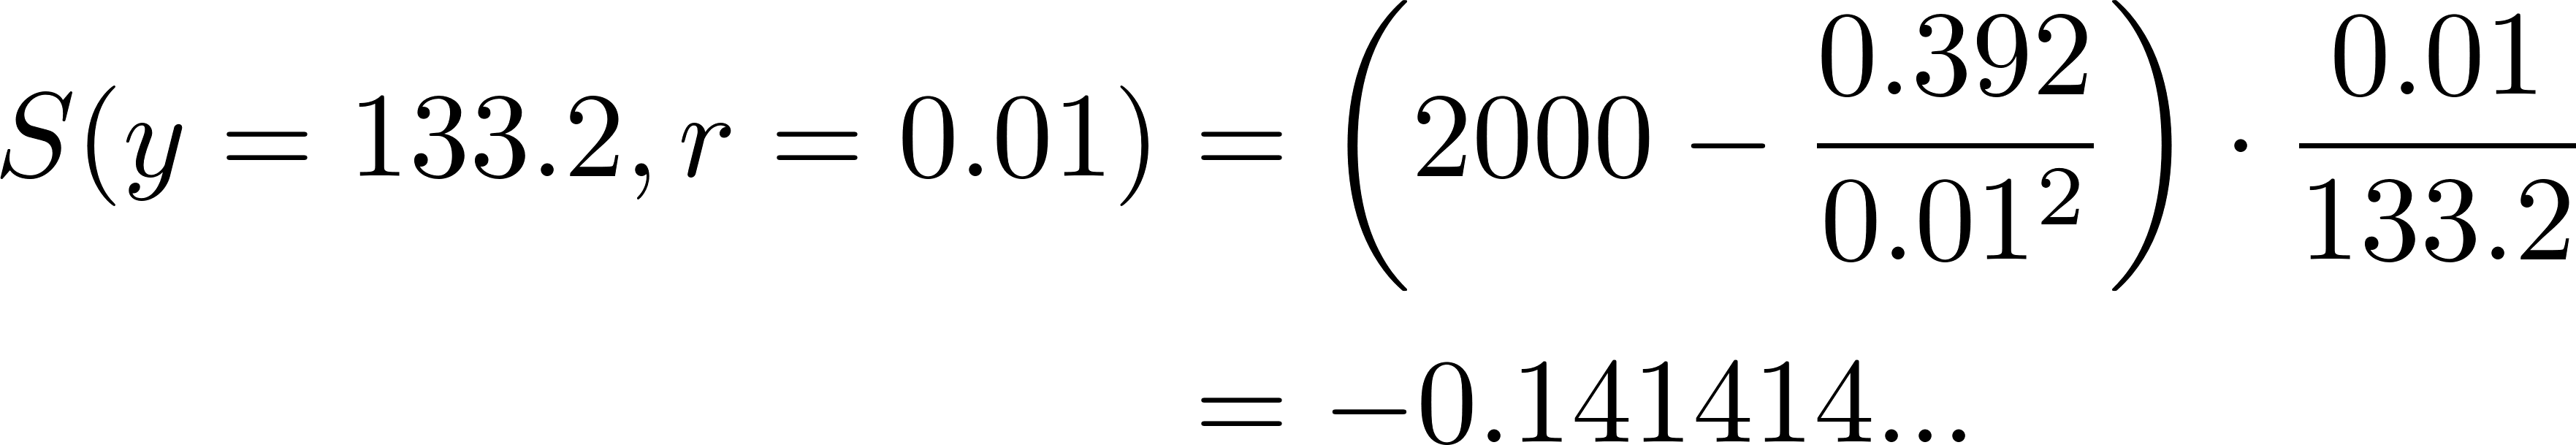 S(y = 133.2, r = 0.01) = (2000 − 0.392/0.01²) · 0.01/133.2
= −0.141414...